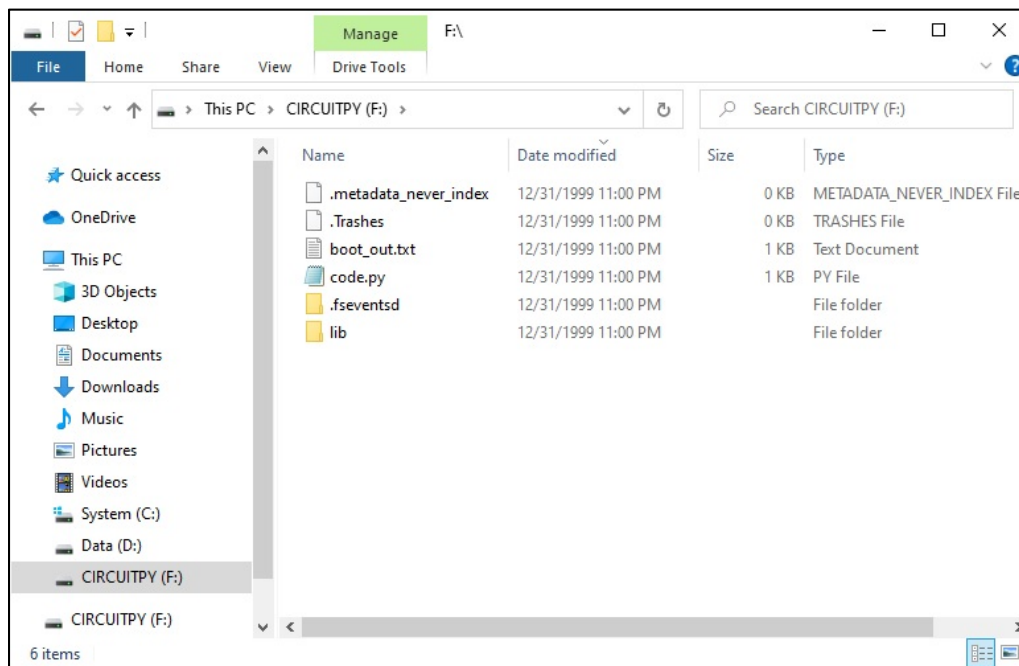 Manage F:\
File Home Share View Drive Tools
This PC > CIRCUITPY (F:) > Search CIRCUITPY (F:)
Name Date modified Size Type
Quick access
OneDrive
This PC
3D Objects
Desktop
Documents
Downloads
Music
Pictures
Videos
System (C:)
Data (D:)
CIRCUITPY (F:)
CIRCUITPY (F:)
.metadata_never_index 12/31/1999 11:00 PM 0 KB METADATA_NEVER_INDEX File
.Trashes 12/31/1999 11:00 PM 0 KB TRASHES File
boot_out.txt 12/31/1999 11:00 PM 1 KB Text Document
code.py 12/31/1999 11:00 PM 1 KB PY File
.fseventsd 12/31/1999 11:00 PM File folder
lib 12/31/1999 11:00 PM File folder
6 items